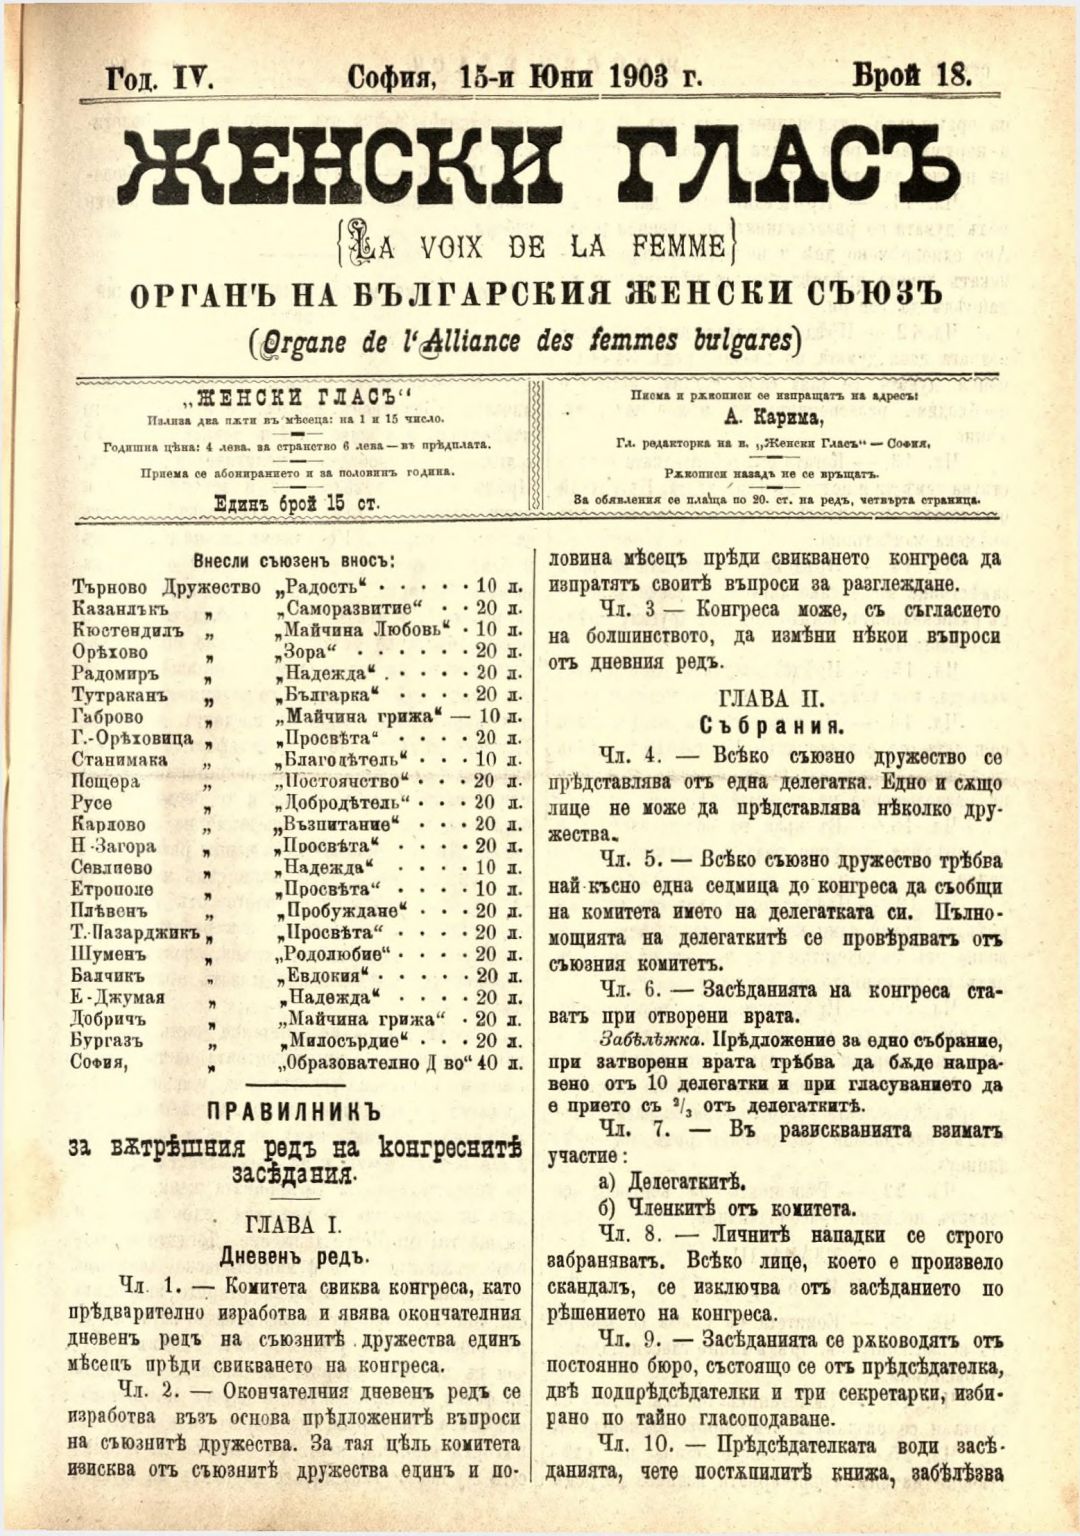 Год. IV. София, 15-и Юни 1903 г. Брой 18.
ЖЕНСКИ ГЛАСЪ
{LA VOIX DE LA FEMME}
ОРГАНЪ НА БЪЛГАРСКИЯ ЖЕНСКИ СЪЮЗЪ
(Organe de l'Alliance des femmes bulgares)
„ЖЕНСКИ ГЛАСЪ“
Излиза два пѫти въ мѣсеца: на 1 и 15 число.
Годишна цѣна: 4 лева. за странство 6 лева — въ прѣдплата.
Приема се абонирането и за половинъ година.
Единъ брой 15 ст.
Писма и рѫкописи се изпращатъ на адресъ:
А. Карима,
Гл. редакторка на в. „Женски Гласъ“ — София,
Рѫкописи назадъ не се връщатъ.
За обявления се плаща по 20. ст. на редъ, четвърта страница.
Внесли съюзенъ вносъ:
Търново Дружество „Радость“ · · · · · 10 л.
Казанлъкъ „ „Саморазвитие“ · · 20 л.
Кюстендилъ „ „Майчина Любовь“ · 10 л.
Орѣхово „ „Зора“ · · · · · · 20 л.
Радомиръ „ „Надежда“ . · · · · 20 л.
Тутраканъ „ „Българка“ · · · · 20 л.
Габрово „ „Майчина грижа“ — 10 л.
Г.-Орѣховица „ „Просвѣта“ · · · · 20 л.
Станимака „ „Благодѣтель“ · · · 10 л.
Пещера „ „Постоянство“ · · · 20 л.
Русе „ „Добродѣтель“ · · · 20 л.
Карлово „ „Възпитание“ · · · 20 л.
Н-Загора „ „Просвѣта“ · · · · 20 л.
Севлиево „ „Надежда“ · · · · 10 л.
Етрополе „ „Просвѣта“ · · · · 10 л.
Плѣвенъ „ „Пробуждане“ · · · 20 л.
Т.-Пазарджикъ „ „Просвѣта“ · · · · 20 л.
Шуменъ „ „Родолюбие“ · · · · 20 л.
Балчикъ „ „Евдокия“ · · · · · 20 л.
Е-Джумая „ „Надежда“ · · · · 20 л.
Добричъ „ „Майчина грижа“ · 20 л.
Бургазъ „ „Милосърдие“ · · · 20 л.
София, „ „Образователно Д во“ 40 л.
ПРАВИЛНИКЪ
за вѫтрѣшния редъ на конгреснитѣ
засѣдания.
ГЛАВА I.
Дневенъ редъ.
Чл. 1. — Комитета свиква конгреса, като
прѣдварително изработва и явява окончателния
дневенъ редъ на съюзнитѣ дружества единъ
мѣсецъ прѣди свикването на конгреса.
Чл. 2. — Окончателния дневенъ редъ се
изработва възъ основа прѣдложенитѣ въпроси
на съюзнитѣ дружества. За тая цѣль комитета
изисква отъ съюзнитѣ дружества единъ и по-
ловина мѣсецъ прѣди свикването конгреса да
изпратятъ своитѣ въпроси за разглеждане.
Чл. 3 — Конгреса може, съ съгласието
на болшинството, да измѣни нѣкои въпроси
отъ дневния редъ.
ГЛАВА II.
Събрания.
Чл. 4. — Всѣко съюзно дружество се
прѣдставлява отъ една делегатка. Едно и сѫщо
лице не може да прѣдставлява нѣколко дру-
жества.
Чл. 5. — Всѣко съюзно дружество трѣбва
най-късно една седмица до конгреса да съобщи
на комитета името на делегатката си. Пълно-
мощията на делегаткитѣ се провѣряватъ отъ
съюзния комитетъ.
Чл. 6. — Засѣданията на конгреса ста-
ватъ при отворени врата.
Забѣлѣжка. Прѣдложение за едно събрание,
при затворени врата трѣбва да бѫде напра-
вено отъ 10 делегатки и при гласуванието да
е прието съ ²/₃ отъ делегаткитѣ.
Чл. 7. — Въ разискванията взиматъ
участие:
а) Делегаткитѣ.
б) Членкитѣ отъ комитета.
Чл. 8. — Личнитѣ нападки се строго
забраняватъ. Всѣко лице, което е произвело
скандалъ, се изключва отъ засѣданието по
рѣшението на конгреса.
Чл. 9. — Засѣданията се рѫководятъ отъ
постоянно бюро, състоящо се отъ прѣдсѣдателка,
двѣ подпрѣдсѣдателки и три секретарки, изби-
рано по тайно гласоподаване.
Чл. 10. — Прѣдсѣдателката води засѣ-
данията, чете постѫпилитѣ книжа, забѣлѣзва